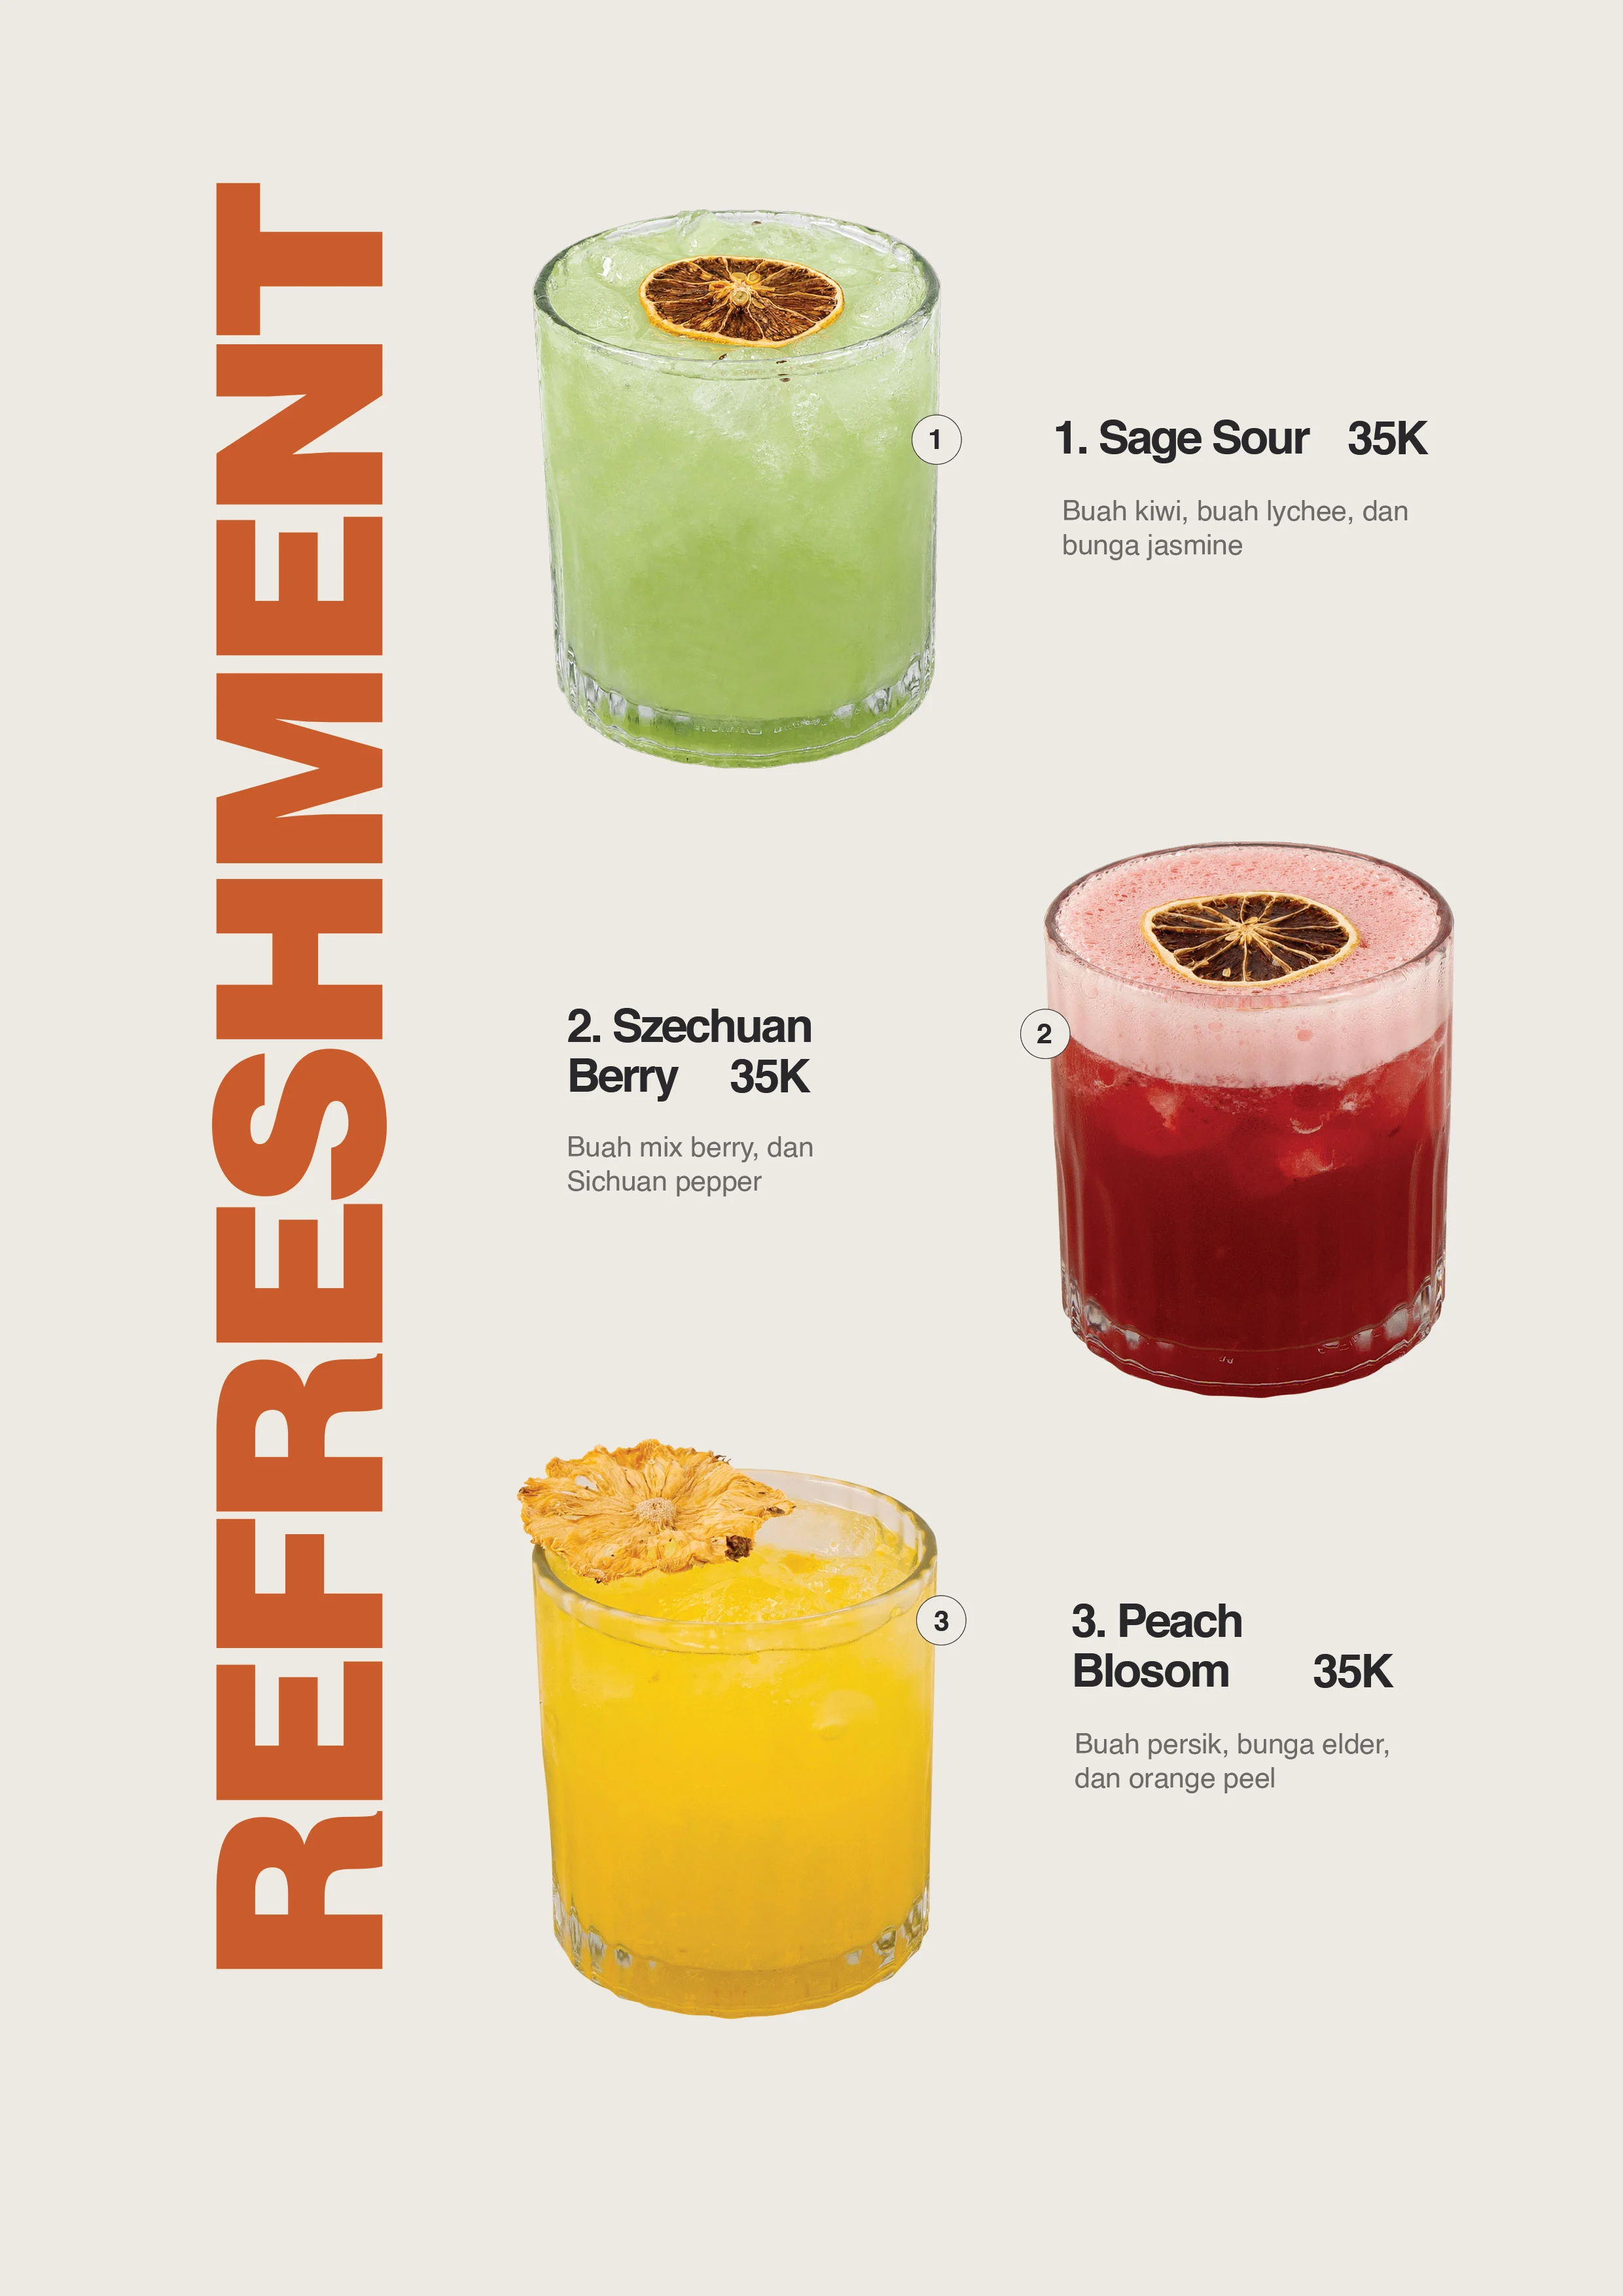 REFRESHMENT
1
1. Sage Sour 35K
Buah kiwi, buah lychee, dan
bunga jasmine
2. Szechuan
Berry 35K
Buah mix berry, dan
Sichuan pepper
2
3
3. Peach
Blosom 35K
Buah persik, bunga elder,
dan orange peel